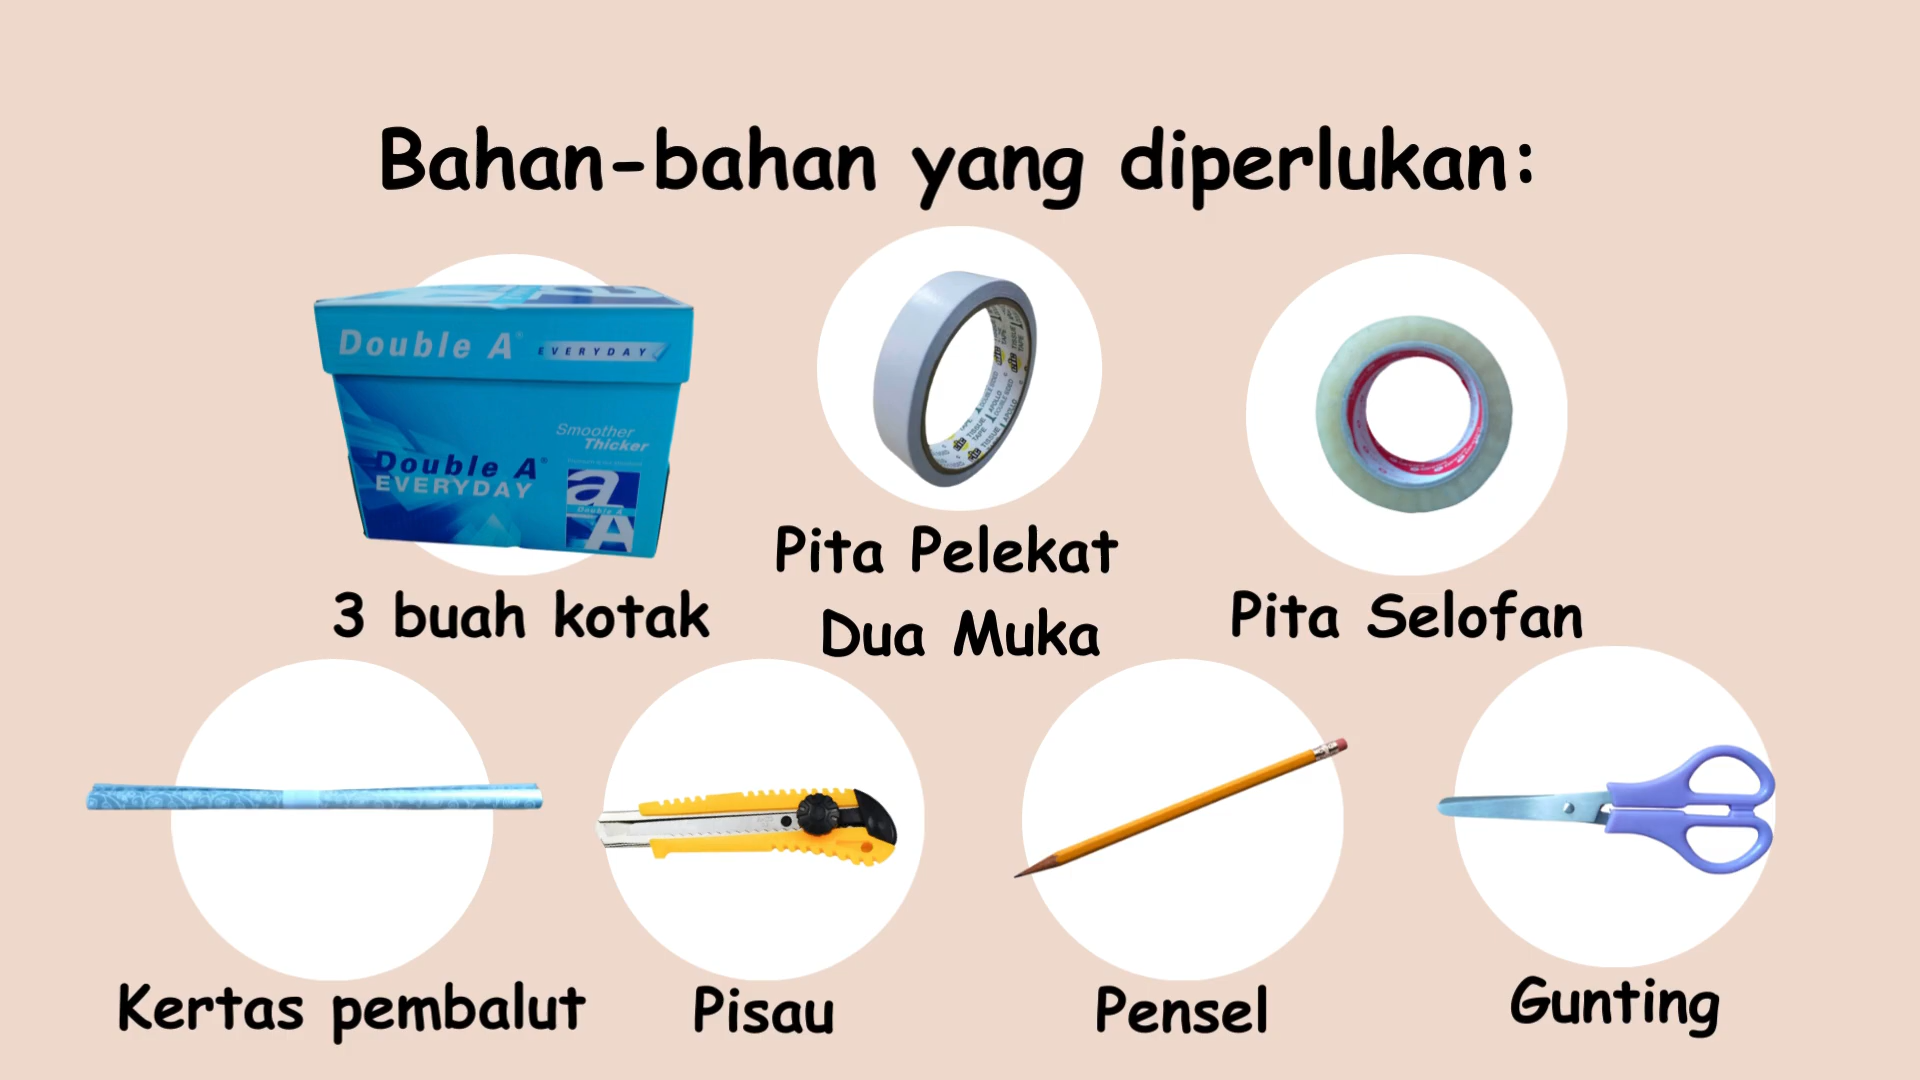 Bahan-bahan yang diperlukan:
Double A EVERYDAY
Smoother
Thicker
Double A
EVERYDAY
a
Double A
A
3 buah kotak
Pita Pelekat
Dua Muka
Pita Selofan
Kertas pembalut
Pisau
Pensel
Gunting